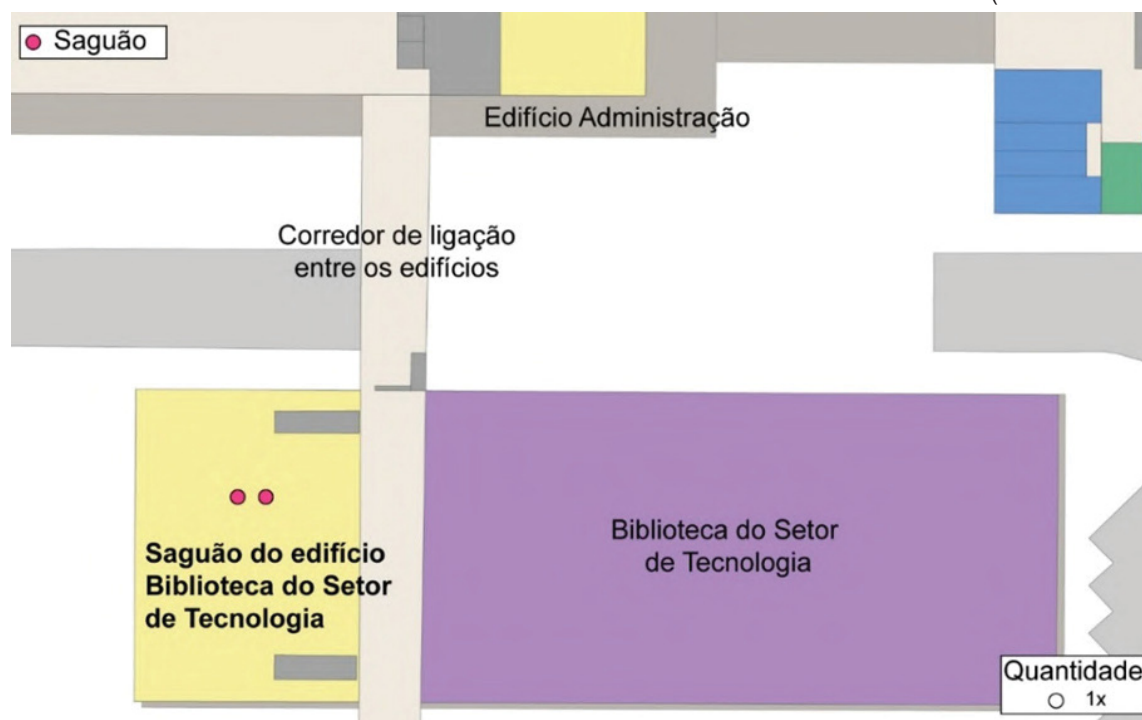 Saguão
Edifício Administração
Corredor de ligação
entre os edifícios
Saguão do edifício
Biblioteca do Setor
de Tecnologia
Biblioteca do Setor
de Tecnologia
Quantidade
1x